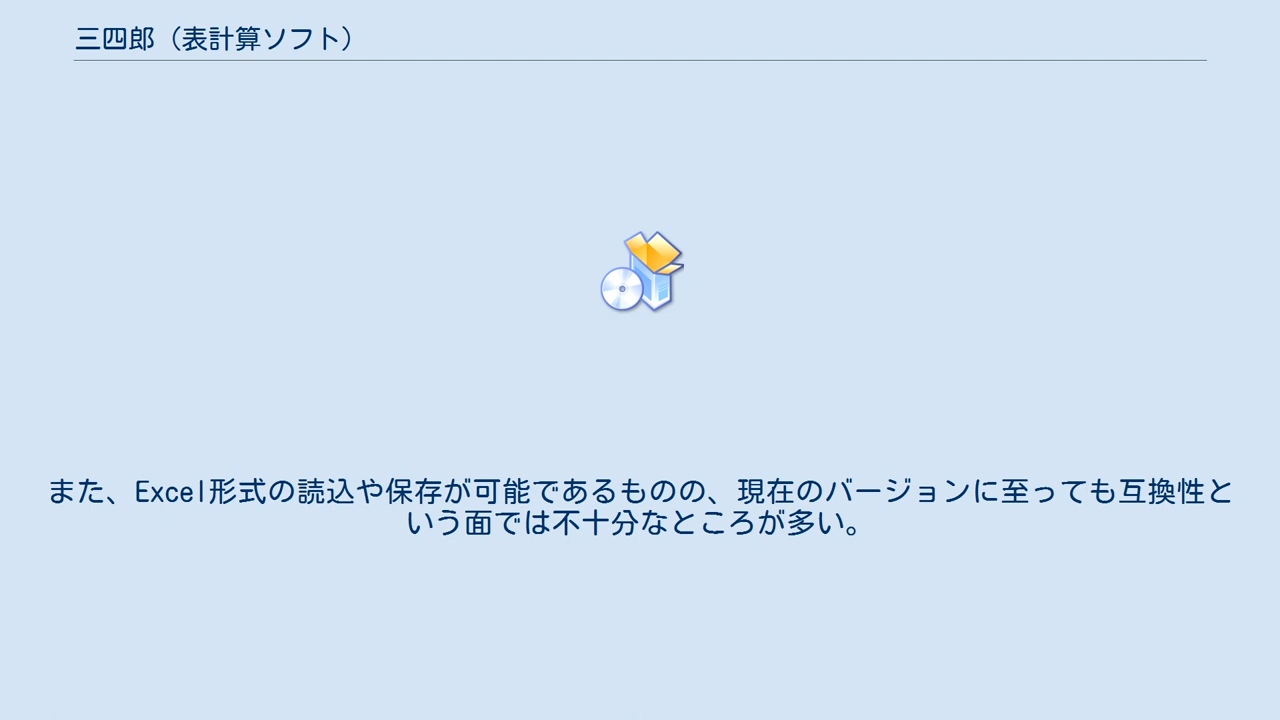 三四郎（表計算ソフト）
また、Excel形式の読込や保存が可能であるものの、現在のバージョンに至っても互換性と
いう面では不十分なところが多い。